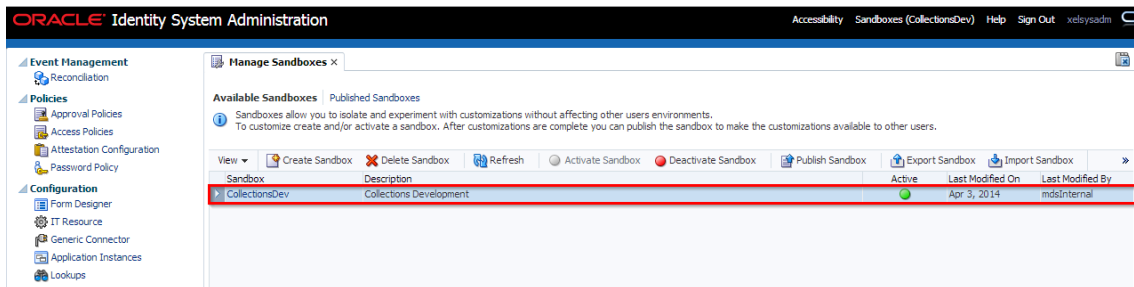 ORACLE® Identity System Administration
Accessibility Sandboxes (CollectionsDev) Help Sign Out xelsysadm
Event Management
Reconciliation
Policies
Approval Policies
Access Policies
Attestation Configuration
Password Policy
Configuration
Form Designer
IT Resource
Generic Connector
Application Instances
Lookups
Manage Sandboxes ×
Available Sandboxes | Published Sandboxes
Sandboxes allow you to isolate and experiment with customizations without affecting other users environments.
To customize create and/or activate a sandbox. After customizations are complete you can publish the sandbox to make the customizations available to other users.
View Create Sandbox Delete Sandbox Refresh Activate Sandbox Deactivate Sandbox Publish Sandbox Export Sandbox Import Sandbox »
Sandbox Description Active Last Modified On Last Modified By
CollectionsDev Collections Development Apr 3, 2014 mdsInternal